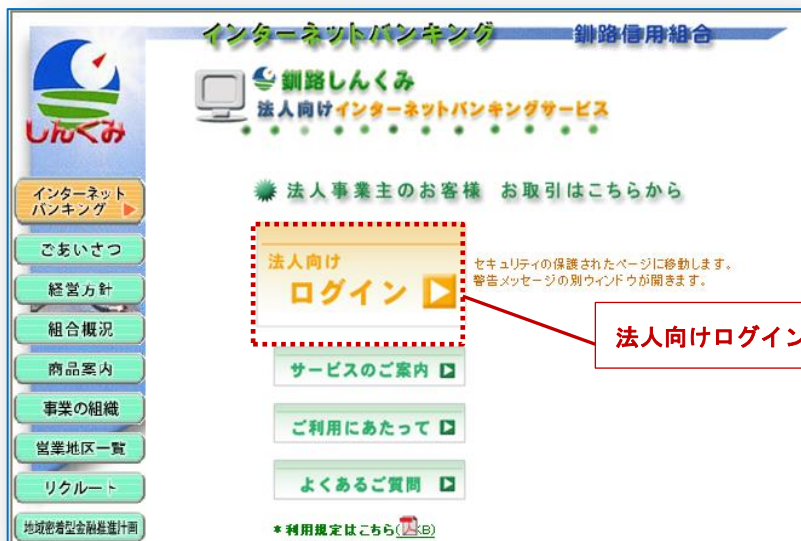 インターネットバンキング 釧路信用組合
しんくみ
釧路しんくみ
法人向けインターネットバンキングサービス
インターネット
バンキング
ごあいさつ
経営方針
組合概況
商品案内
事業の組織
営業地区一覧
リクルート
地域密着型金融推進計画
法人事業主のお客様 お取引はこちらから
法人向け
ログイン
セキュリティの保護されたページに移動します。
警告メッセージの別ウィンドウが開きます。
法人向けログイン
サービスのご案内
ご利用にあたって
よくあるご質問
*利用規定はこちら(KB)